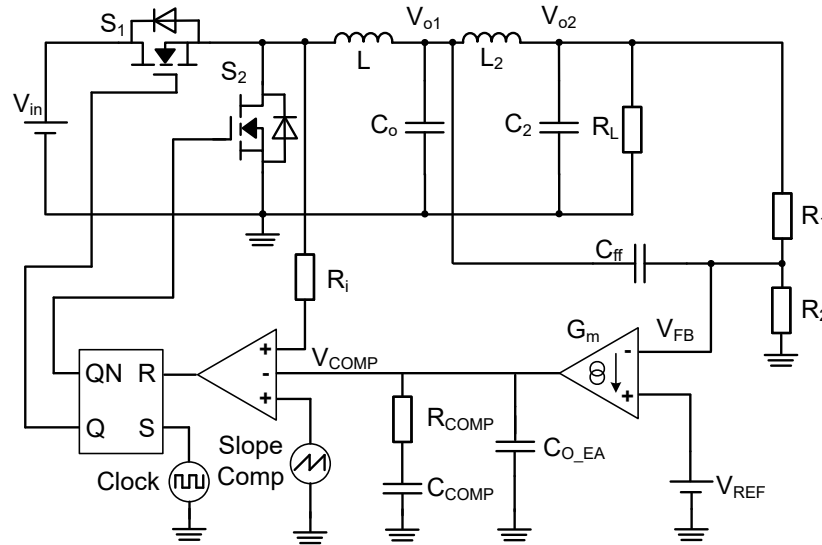 S1
Vo1
Vo2
L
L2
S2
Vin
Co
C2
RL
R
Cff
Ri
R2
Gm
VFB
VCOMP
QN
R
Q
S
RCOMP
CO_EA
Slope
Comp
Clock
CCOMP
VREF